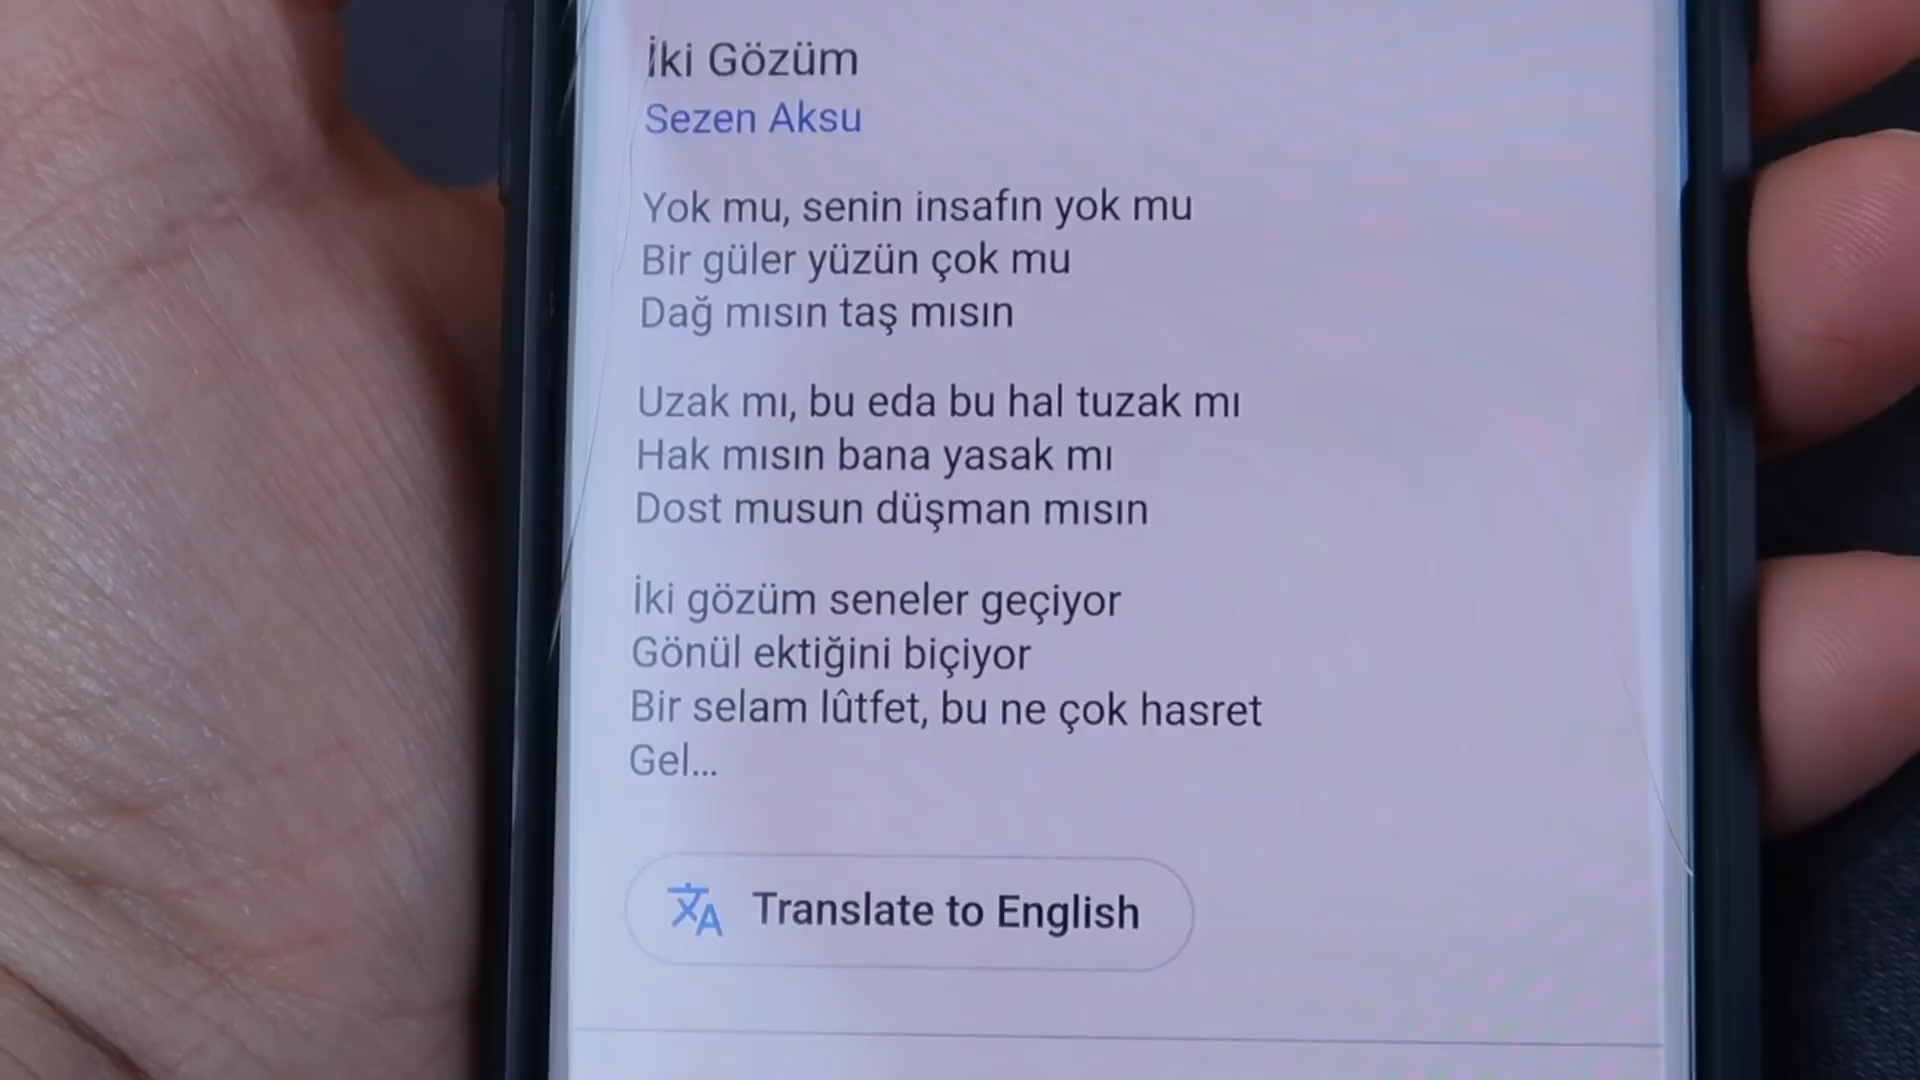 İki Gözüm
Sezen Aksu
Yok mu, senin insafın yok mu
Bir güler yüzün çok mu
Dağ mısın taş mısın
Uzak mı, bu eda bu hal tuzak mı
Hak mısın bana yasak mı
Dost musun düşman mısın
İki gözüm seneler geçiyor
Gönül ektiğini biçiyor
Bir selam lûtfet, bu ne çok hasret
Gel...
Translate to English